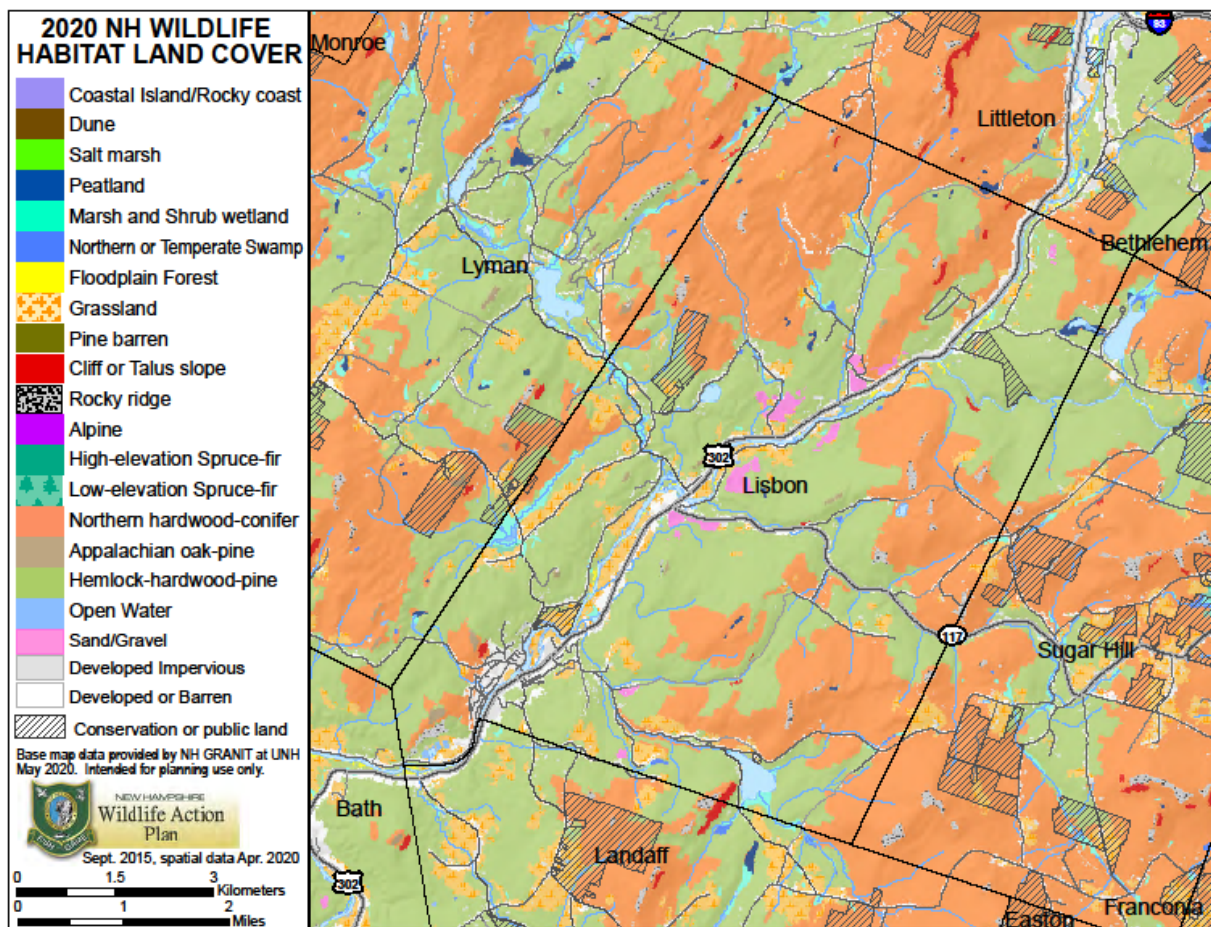 2020 NH WILDLIFE
HABITAT LAND COVER
Coastal Island/Rocky coast
Dune
Salt marsh
Peatland
Marsh and Shrub wetland
Northern or Temperate Swamp
Floodplain Forest
Grassland
Pine barren
Cliff or Talus slope
Rocky ridge
Alpine
High-elevation Spruce-fir
Low-elevation Spruce-fir
Northern hardwood-conifer
Appalachian oak-pine
Hemlock-hardwood-pine
Open Water
Sand/Gravel
Developed Impervious
Developed or Barren
Conservation or public land
Base map data provided by NH GRANIT at UNH
May 2020. Intended for planning use only.
NEW HAMPSHIRE
Wildlife Action
Plan
Sept. 2015, spatial data Apr. 2020
0 1.5 3
Kilometers
0 1 2
Miles
Monroe
93
Littleton
Bethlehem
Lyman
302
Lisbon
117
Sugar Hill
Bath
Landaff
302
Easton
Franconia